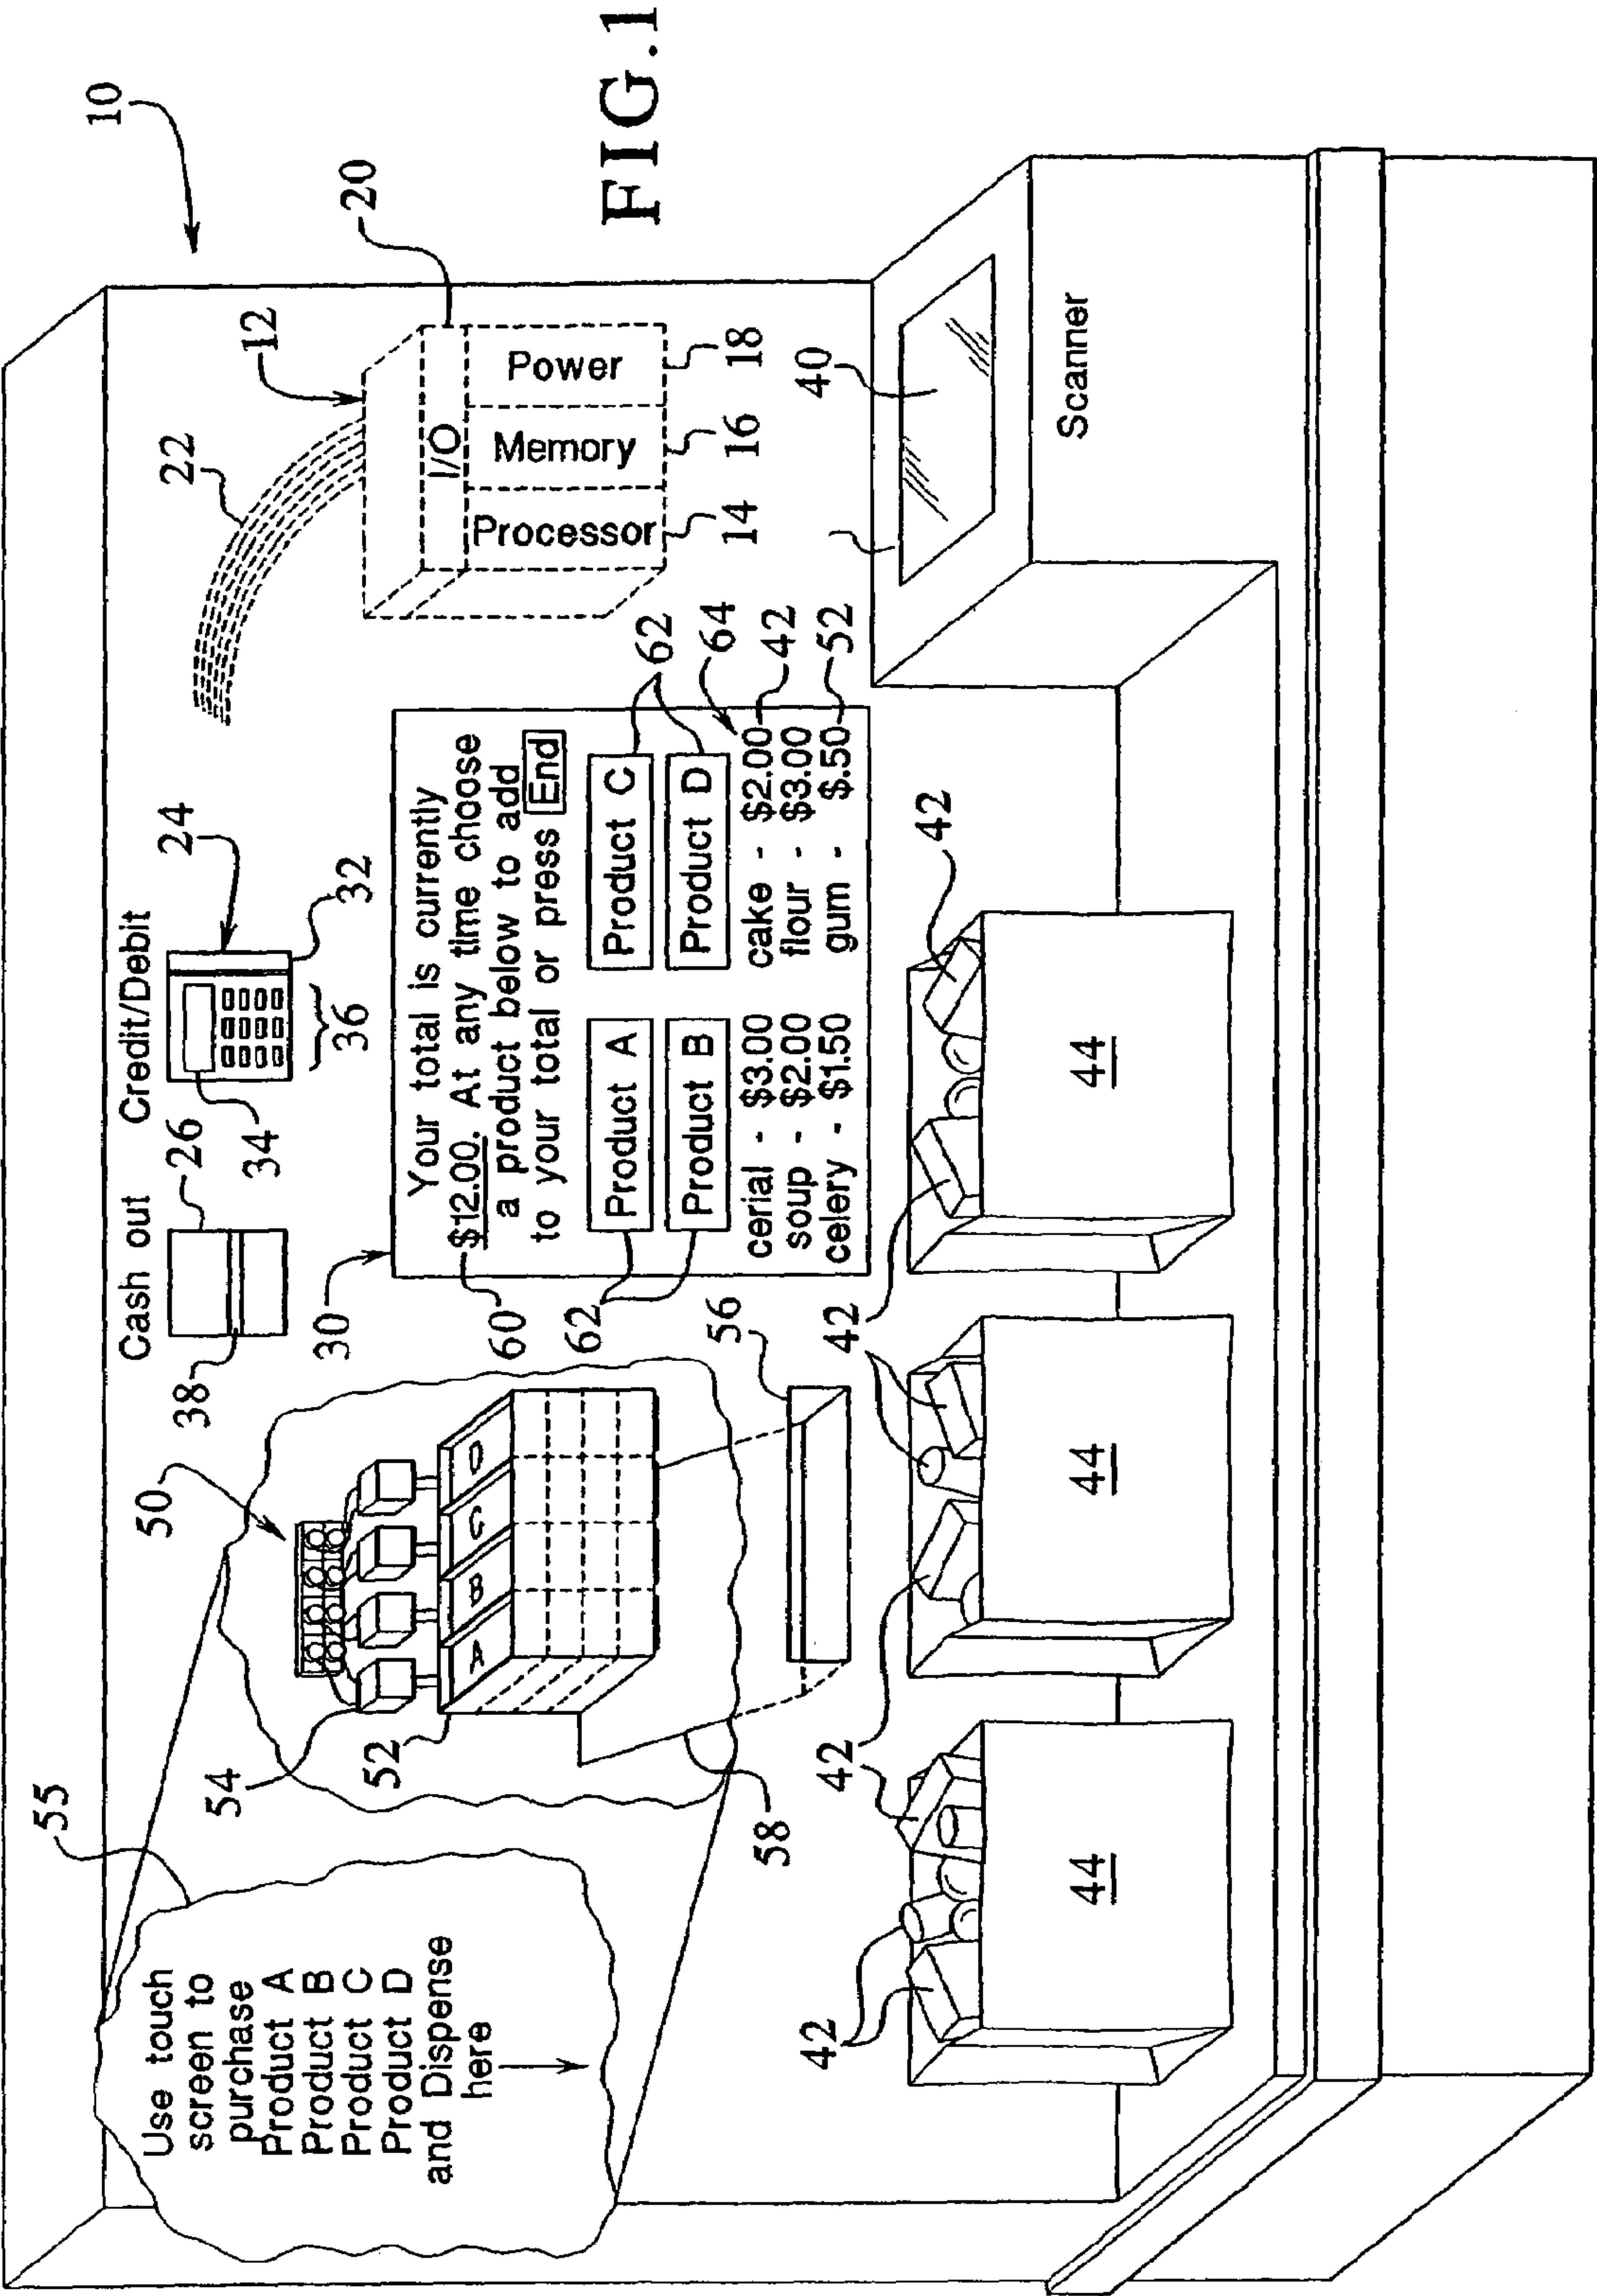 10
FIG.1
22
12
20
I/O
Processor
Memory
Power
14
16
18
40
Scanner
Cash out
Credit/Debit
26
24
38
34
36
32
30
60
62
62
64
42
52
Your total is currently
$12.00. At any time choose
a product below to add
to your total or press End
Product A
Product C
Product B
Product D
cerial - $3.00
cake - $2.00
soup - $2.00
flour - $3.00
celery - $1.50
gum - $.50
55
Use touch
screen to
purchase
Product A
Product B
Product C
Product D
and Dispense
here
50
54
52
A B C D
58
56
42
42
42
42
42
42
44
44
44